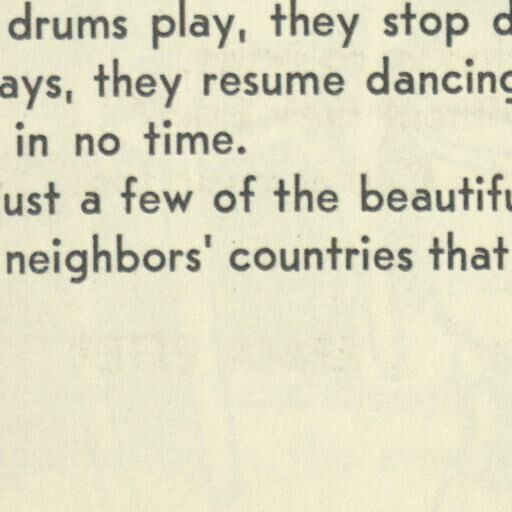 drums play, they stop
ays, they resume dancing
in no time.
ust a few of the beautifu
neighbors' countries that